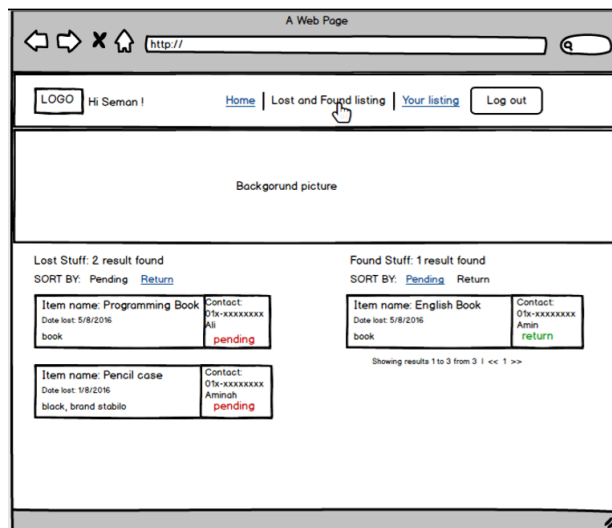 A Web Page
http://
LOGO Hi Seman ! Home Lost and Found listing Your listing Log out
Backgorund picture
Lost Stuff: 2 result found
SORT BY: Pending Return
Item name: Programming Book
Date lost: 5/8/2016
book
Contact:
01x-xxxxxxxx
Ali
pending
Item name: Pencil case
Date lost: 1/8/2016
black, brand stabilo
Contact:
01x-xxxxxxxx
Aminah
pending
Found Stuff: 1 result found
SORT BY: Pending Return
Item name: English Book
Date lost: 5/8/2016
book
Contact:
01x-xxxxxxxx
Amin
return
Showing results 1 to 3 from 3 | << 1 >>